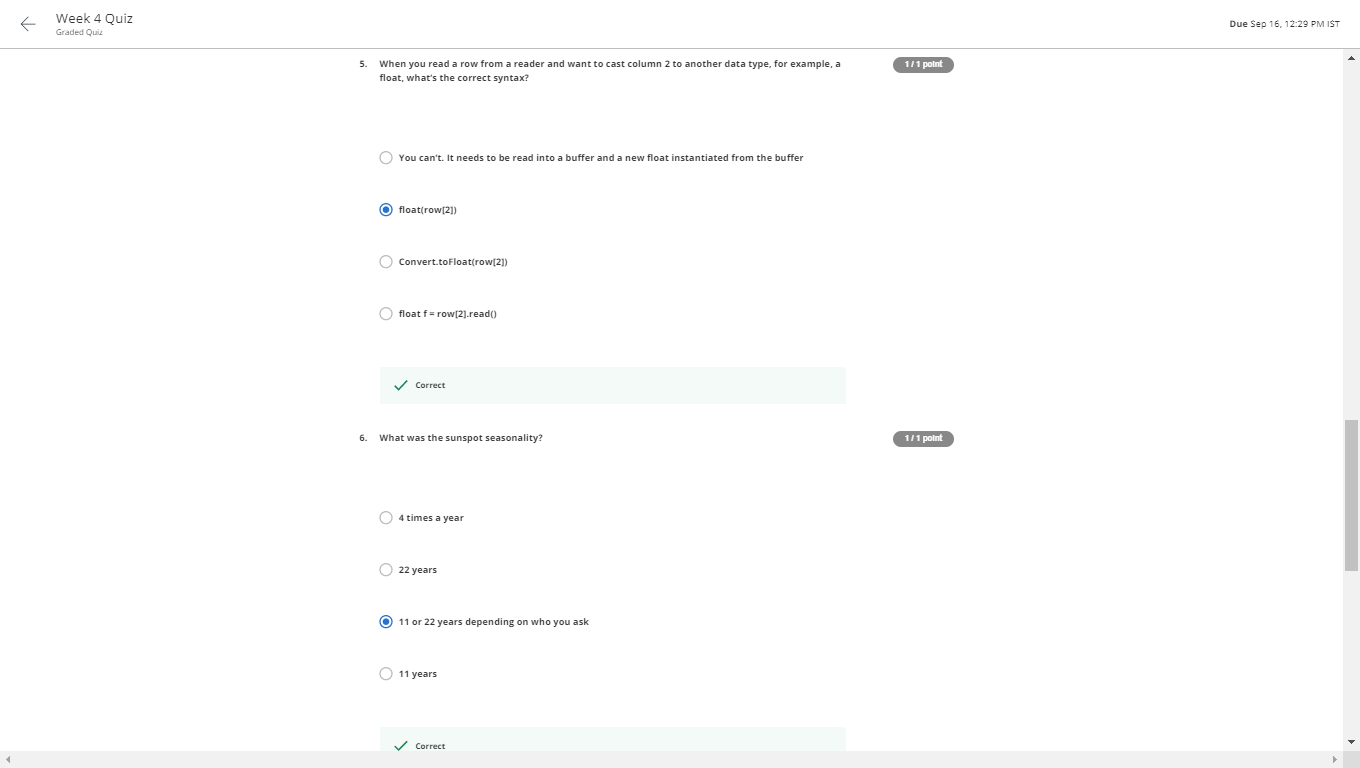 Week 4 Quiz
Graded Quiz
Due Sep 16, 12:29 PM IST
5. When you read a row from a reader and want to cast column 2 to another data type, for example, a
float, what's the correct syntax?
1 / 1 point
You can't. It needs to be read into a buffer and a new float instantiated from the buffer
float(row[2])
Convert.toFloat(row[2])
float f = row[2].read()
Correct
6. What was the sunspot seasonality?
1 / 1 point
4 times a year
22 years
11 or 22 years depending on who you ask
11 years
Correct